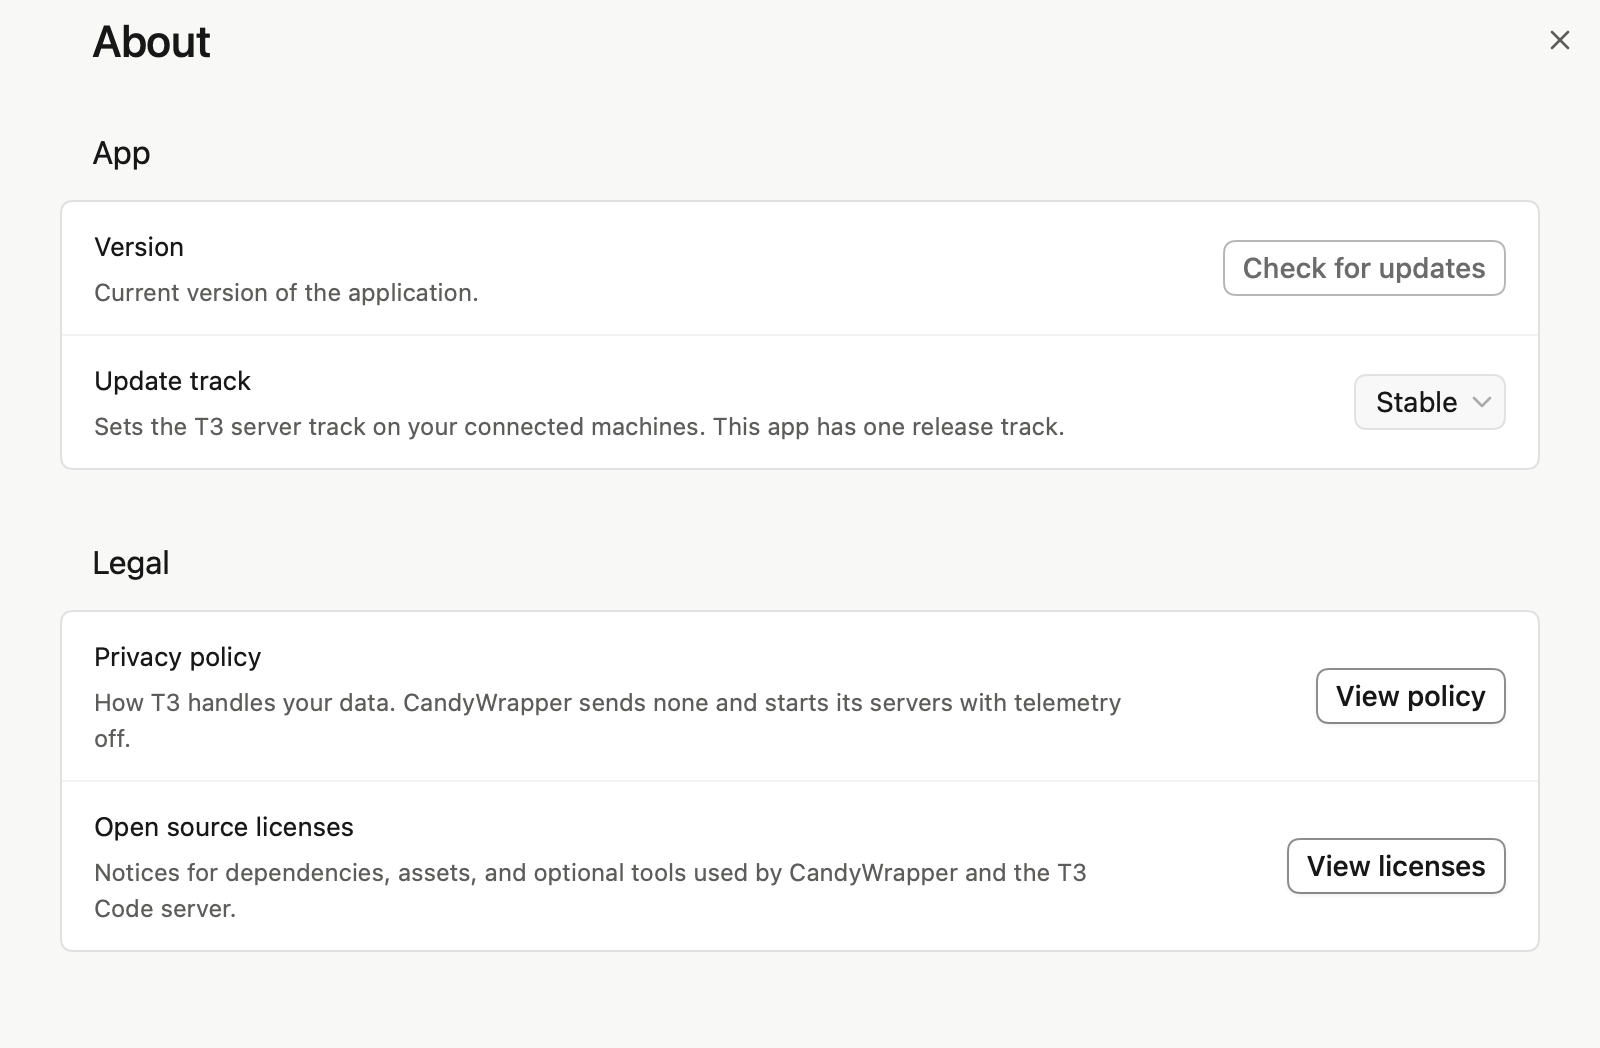 About
App
Version
Check for updates
Current version of the application.
Update track
Stable
Sets the T3 server track on your connected machines. This app has one release track.
Legal
Privacy policy
How T3 handles your data. CandyWrapper sends none and starts its servers with telemetry
off.
View policy
Open source licenses
Notices for dependencies, assets, and optional tools used by CandyWrapper and the T3
Code server.
View licenses